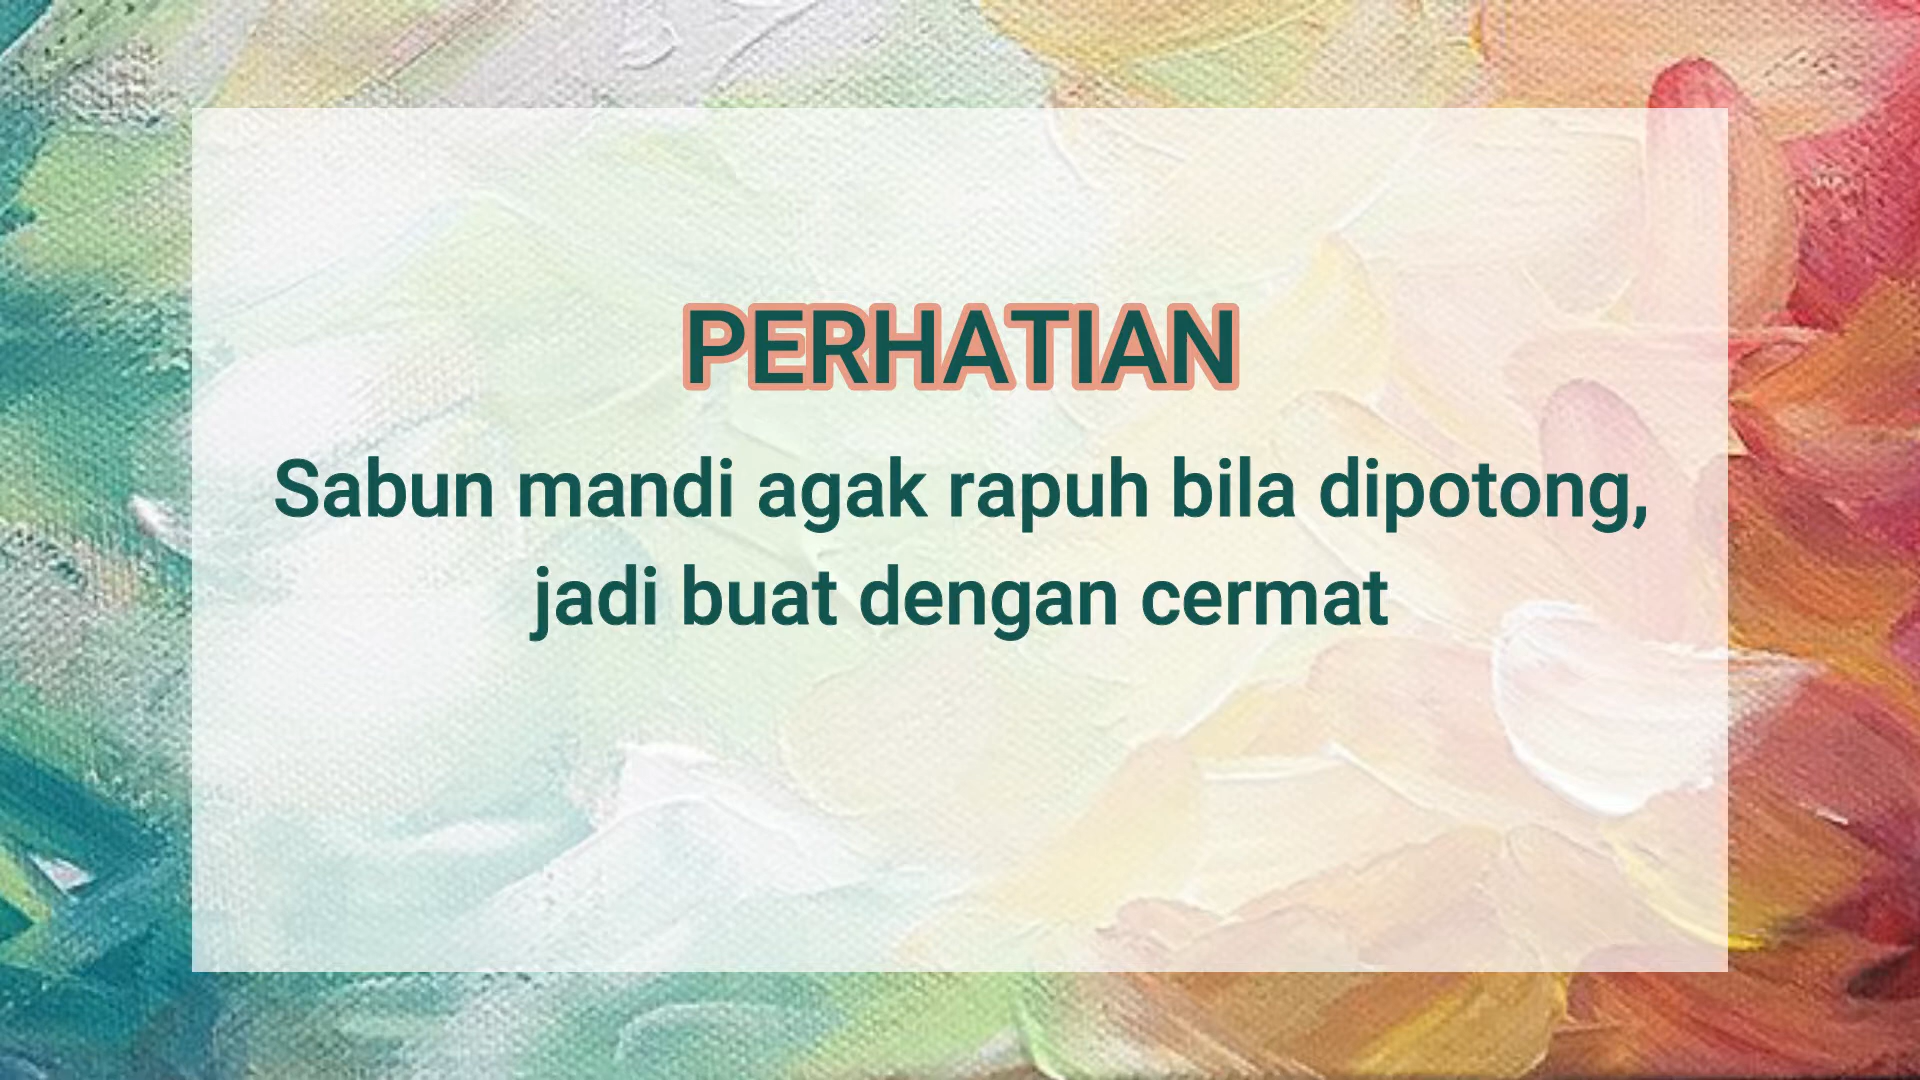 PERHATIAN
Sabun mandi agak rapuh bila dipotong,
jadi buat dengan cermat